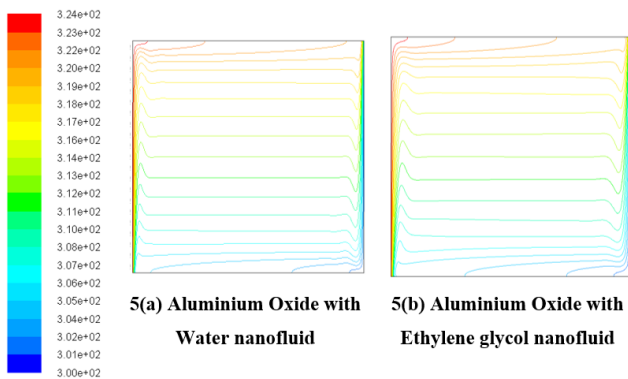 3.24e+02
3.23e+02
3.22e+02
3.20e+02
3.19e+02
3.18e+02
3.17e+02
3.16e+02
3.14e+02
3.13e+02
3.12e+02
3.11e+02
3.10e+02
3.08e+02
3.07e+02
3.06e+02
3.05e+02
3.04e+02
3.02e+02
3.01e+02
3.00e+02
5(a) Aluminium Oxide with
Water nanofluid
5(b) Aluminium Oxide with
Ethylene glycol nanofluid